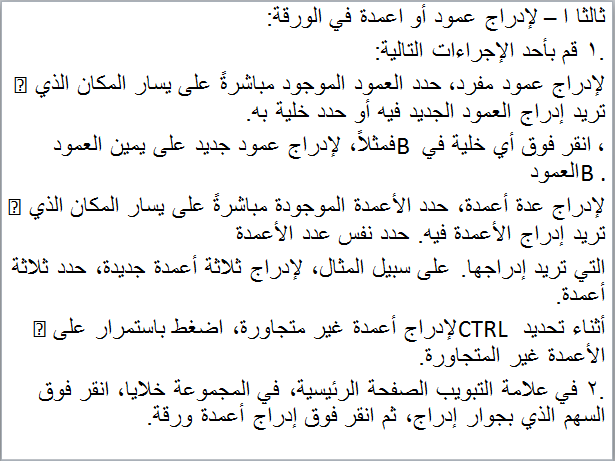 ثالثا ا – لإدراج عمود أو اعمدة في الورقة:
.١ قم بأحد الإجراءات التالية:
لإدراج عمود مفرد، حدد العمود الموجود مباشرةً على يسار المكان الذي
تريد إدراج العمود الجديد فيه أو حدد خلية به.
، انقر فوق أي خلية في Bفمثلاً، لإدراج عمود جديد على يمين العمود
. Bالعمود
لإدراج عدة أعمدة، حدد الأعمدة الموجودة مباشرةً على يسار المكان الذي
تريد إدراج الأعمدة فيه. حدد نفس عدد الأعمدة
التي تريد إدراجها. على سبيل المثال، لإدراج ثلاثة أعمدة جديدة، حدد ثلاثة
أعمدة.
أثناء تحديد CTRLلإدراج أعمدة غير متجاورة، اضغط باستمرار على
الأعمدة غير المتجاورة.
.٢ في علامة التبويب الصفحة الرئيسية، في المجموعة خلايا، انقر فوق
السهم الذي بجوار إدراج، ثم انقر فوق إدراج أعمدة ورقة.